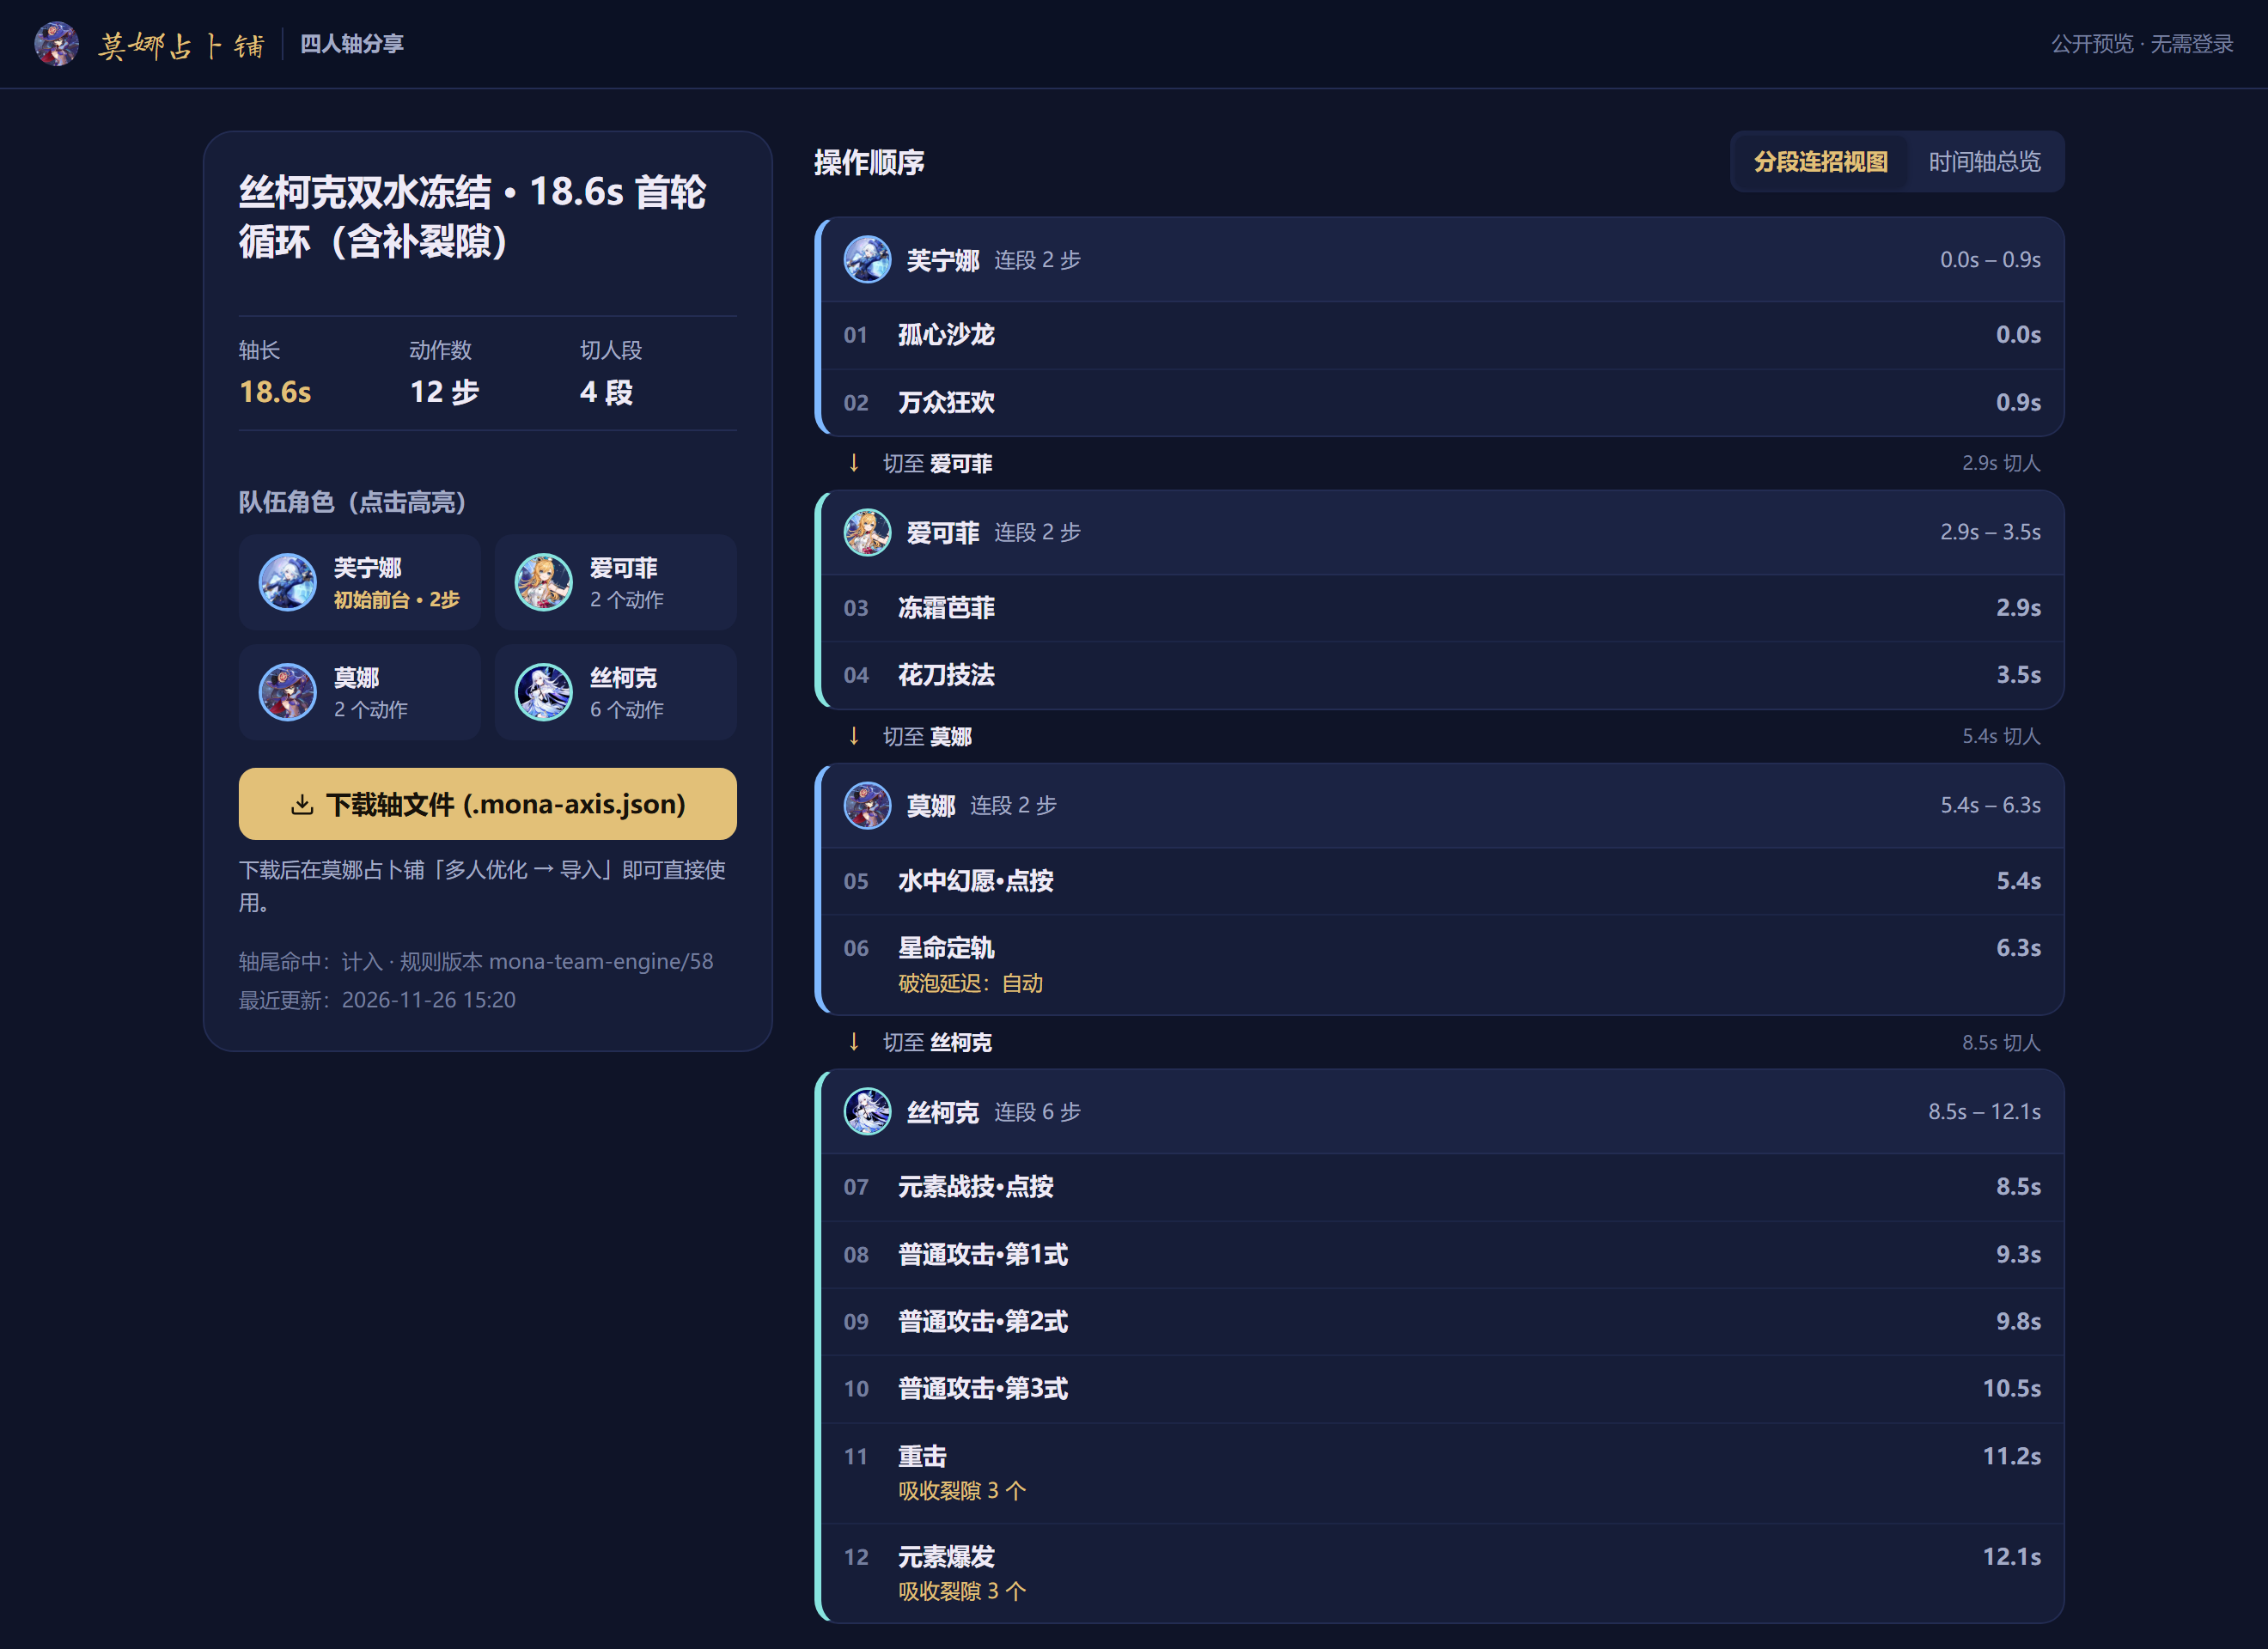 莫娜占卜铺
四人轴分享
公开预览 · 无需登录
丝柯克双水冻结 • 18.6s 首轮
循环（含补裂隙）
轴长 动作数 切人段
18.6s 12 步 4 段
队伍角色（点击高亮）
芙宁娜
初始前台 • 2步
爱可菲
2 个动作
莫娜
2 个动作
丝柯克
6 个动作
下载轴文件 (.mona-axis.json)
下载后在莫娜占卜铺「多人优化 → 导入」即可直接使
用。
轴尾命中：计入 · 规则版本 mona-team-engine/58
最近更新：2026-11-26 15:20
操作顺序
分段连招视图 时间轴总览
芙宁娜 连段 2 步 0.0s – 0.9s
01 孤心沙龙 0.0s
02 万众狂欢 0.9s
↓ 切至 爱可菲 2.9s 切人
爱可菲 连段 2 步 2.9s – 3.5s
03 冻霜芭菲 2.9s
04 花刀技法 3.5s
↓ 切至 莫娜 5.4s 切人
莫娜 连段 2 步 5.4s – 6.3s
05 水中幻愿•点按 5.4s
06 星命定轨 6.3s
破泡延迟：自动
↓ 切至 丝柯克 8.5s 切人
丝柯克 连段 6 步 8.5s – 12.1s
07 元素战技•点按 8.5s
08 普通攻击•第1式 9.3s
09 普通攻击•第2式 9.8s
10 普通攻击•第3式 10.5s
11 重击 11.2s
吸收裂隙 3 个
12 元素爆发 12.1s
吸收裂隙 3 个